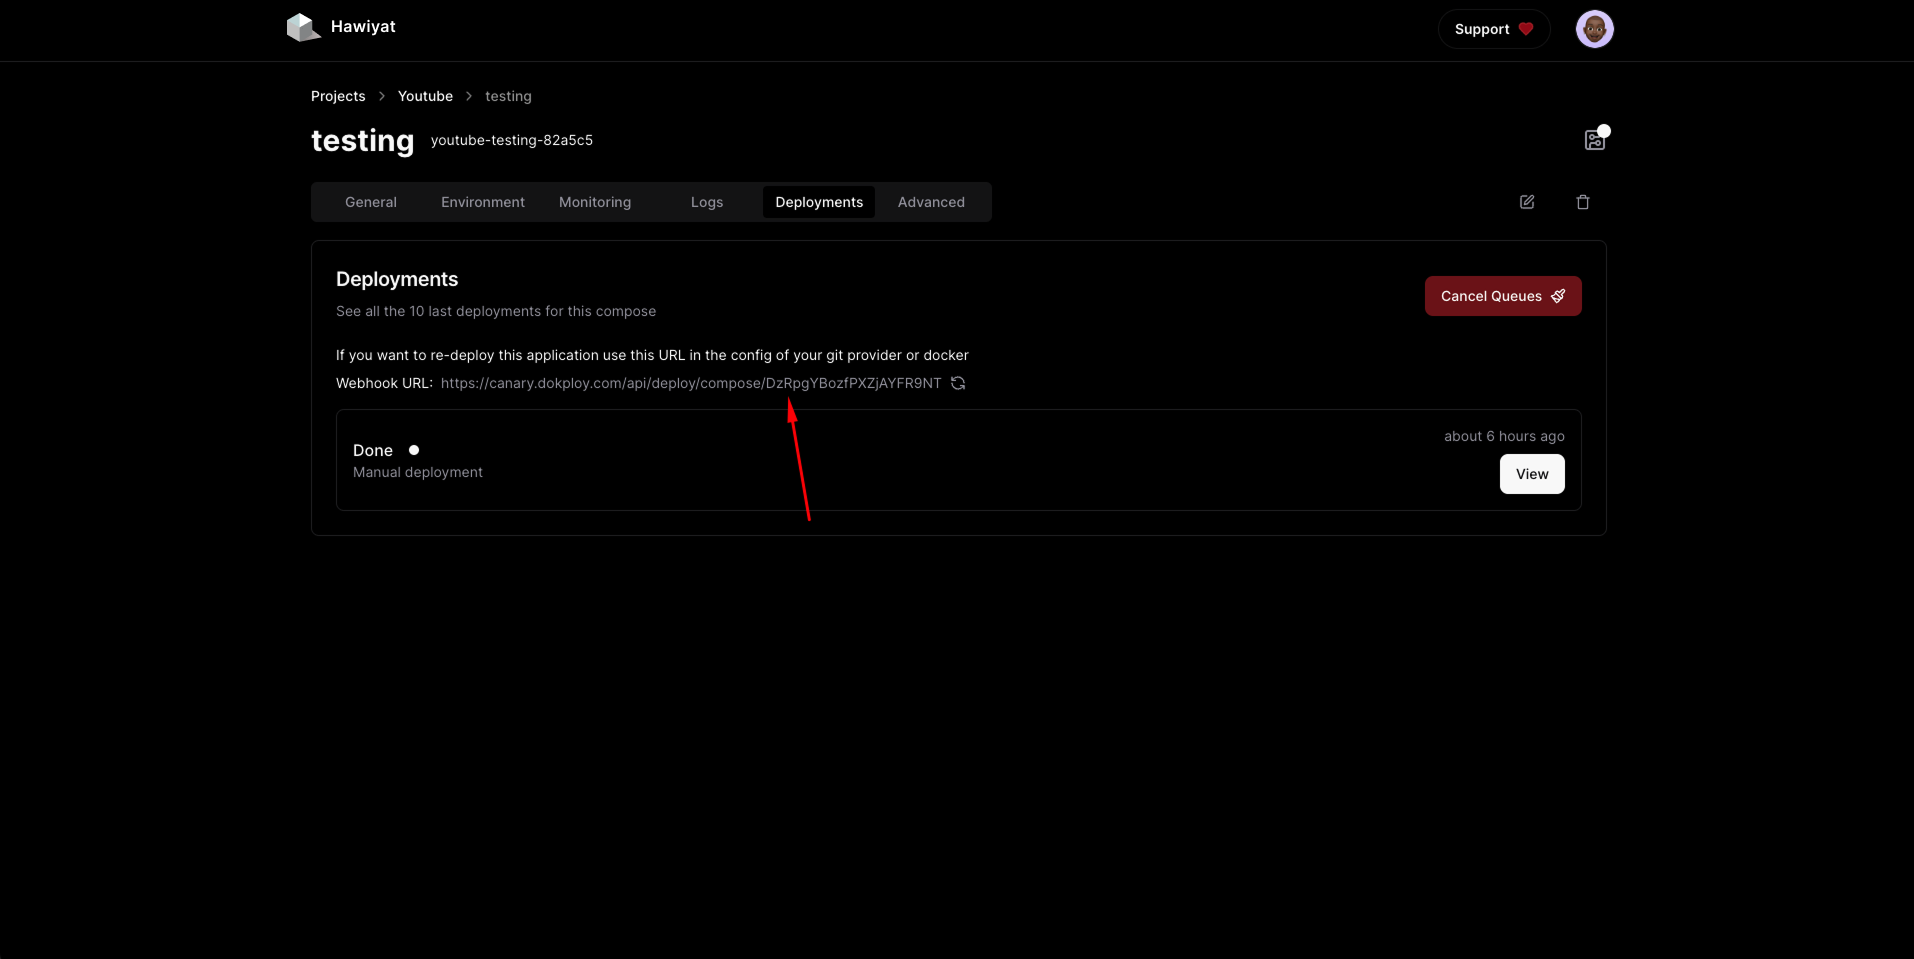 Hawiyat
Support
Projects > Youtube > testing
testing youtube-testing-82a5c5
General Environment Monitoring Logs Deployments Advanced
Deployments
See all the 10 last deployments for this compose
Cancel Queues
If you want to re-deploy this application use this URL in the config of your git provider or docker
Webhook URL: https://canary.dokploy.com/api/deploy/compose/DzRpgYBozfPXZjAYFR9NT
Done
Manual deployment
about 6 hours ago
View